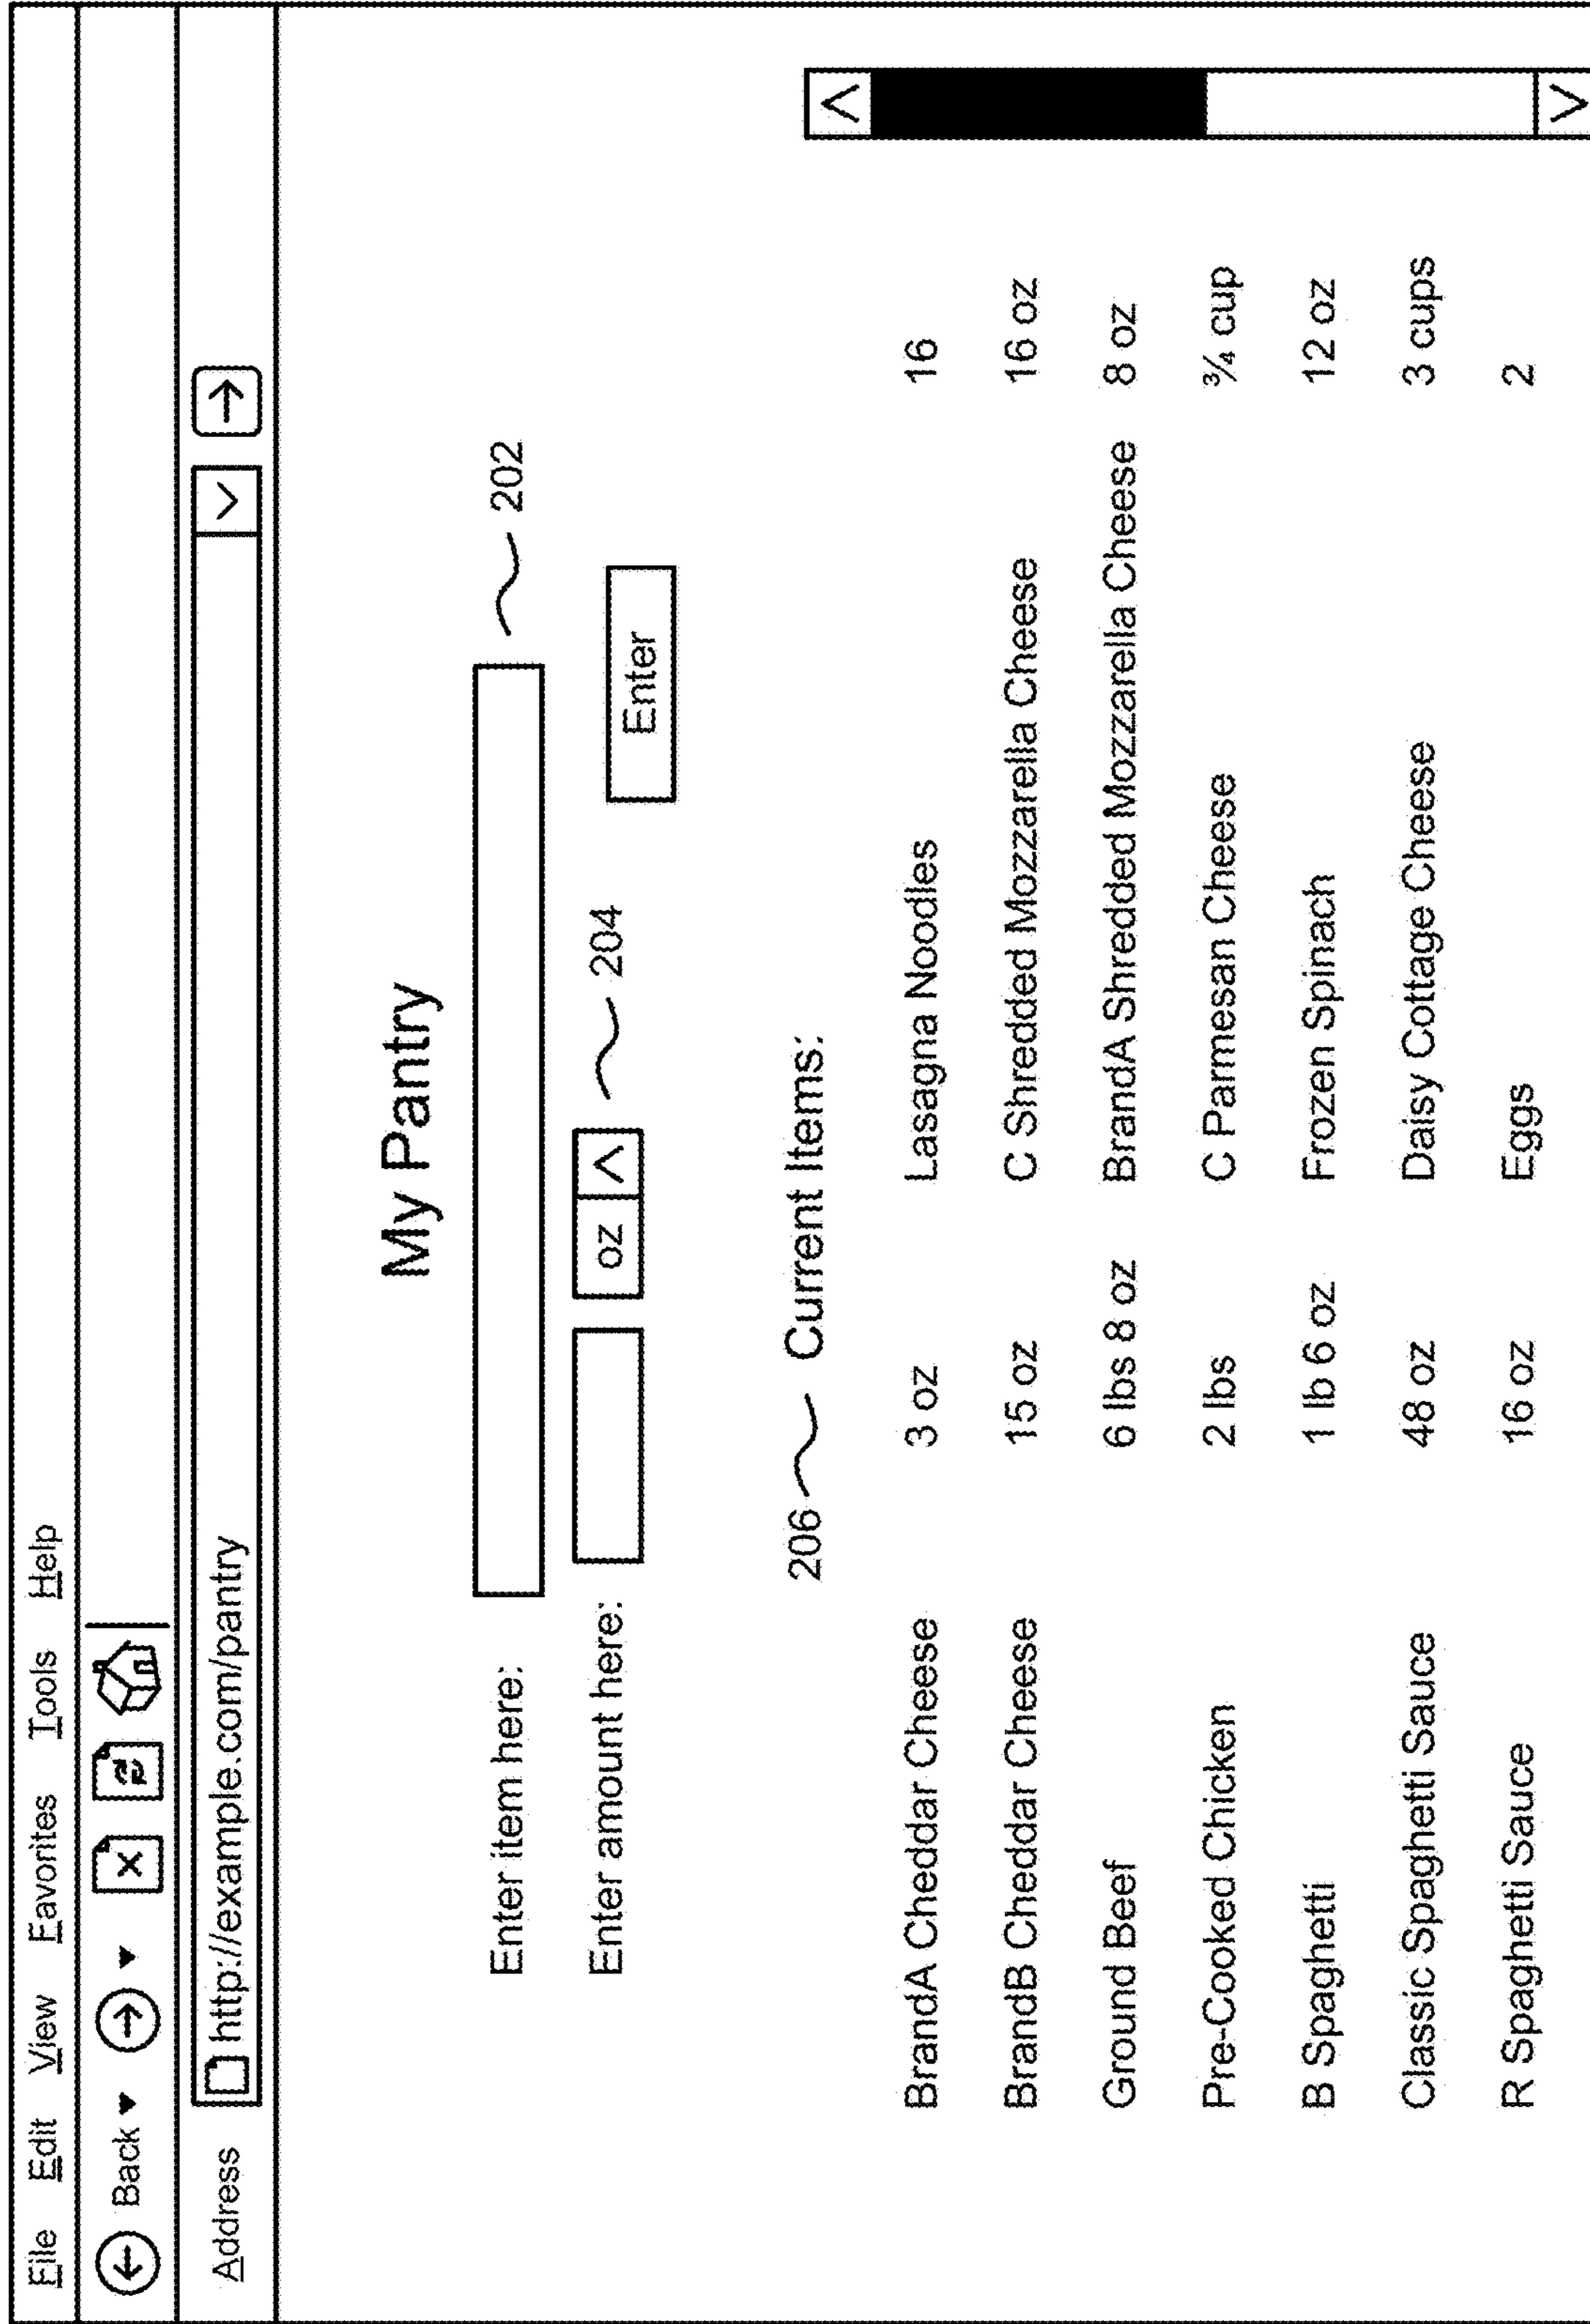 File Edit View Favorites Tools Help
Back
Address http://example.com/pantry
My Pantry
Enter item here: 202
Enter amount here: oz 204 Enter
206 Current Items:
BrandA Cheddar Cheese 3 oz Lasagna Noodles 16
BrandB Cheddar Cheese 15 oz C Shredded Mozzarella Cheese 16 oz
Ground Beef 6 lbs 8 oz BrandA Shredded Mozzarella Cheese 8 oz
Pre-Cooked Chicken 2 lbs C Parmesan Cheese ¾ cup
B Spaghetti 1 lb 6 oz Frozen Spinach 12 oz
Classic Spaghetti Sauce 48 oz Daisy Cottage Cheese 3 cups
R Spaghetti Sauce 16 oz Eggs 2